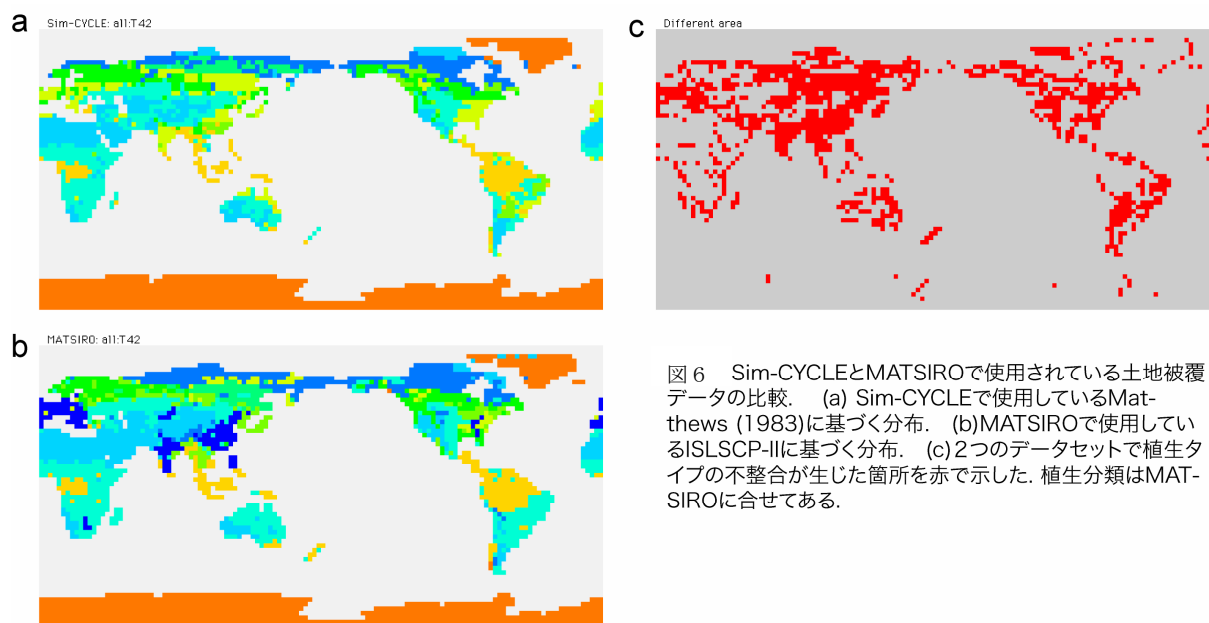 a
Sim-CYCLE: all:T42
c
Different area
b
MATSIRO: all:T42
図6 Sim-CYCLEとMATSIROで使用されている土地被覆
データの比較. (a) Sim-CYCLEで使用しているMat-
thews (1983)に基づく分布. (b)MATSIROで使用してい
るISLSCP-IIに基づく分布. (c)2つのデータセットで植生タ
イプの不整合が生じた箇所を赤で示した. 植生分類はMAT-
SIROに合せてある.